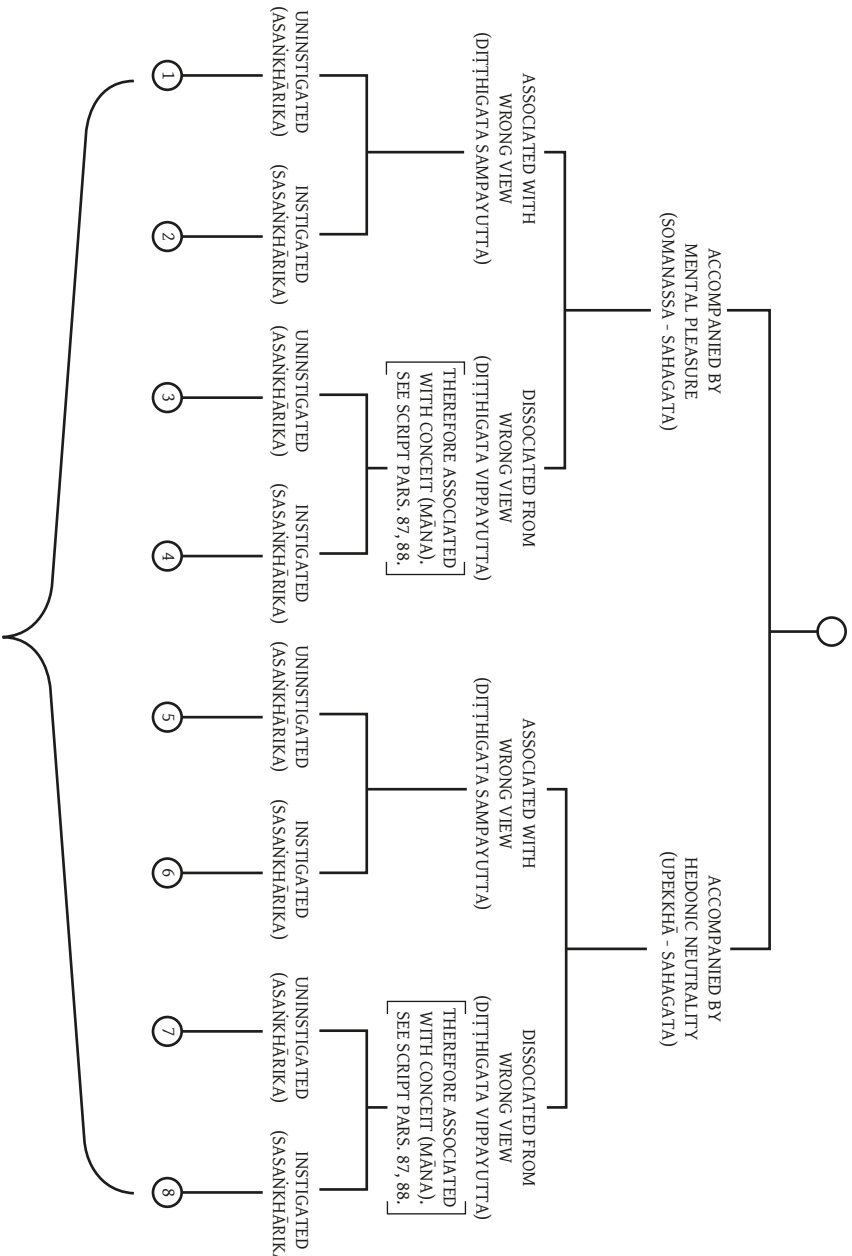 ACCOMPANIED BY
MENTAL PLEASURE
(SOMANASSA - SAHAGATA)
ACCOMPANIED BY
HEDONIC NEUTRALITY
(UPEKKHĀ - SAHAGATA)
ASSOCIATED WITH
WRONG VIEW
(DIṬṬHIGATA SAMPAYUTTA)
DISSOCIATED FROM
WRONG VIEW
(DIṬṬHIGATA VIPPAYUTTA)
THEREFORE ASSOCIATED
WITH CONCEIT (MĀNA).
SEE SCRIPT PARS. 87, 88.
ASSOCIATED WITH
WRONG VIEW
(DIṬṬHIGATA SAMPAYUTTA)
DISSOCIATED FROM
WRONG VIEW
(DIṬṬHIGATA VIPPAYUTTA)
THEREFORE ASSOCIATED
WITH CONCEIT (MĀNA).
SEE SCRIPT PARS. 87, 88.
UNINSTIGATED
(ASAṄKHĀRIKA)
INSTIGATED
(SASAṄKHĀRIKA)
UNINSTIGATED
(ASAṄKHĀRIKA)
INSTIGATED
(SASAṄKHĀRIKA)
UNINSTIGATED
(ASAṄKHĀRIKA)
INSTIGATED
(SASAṄKHĀRIKA)
UNINSTIGATED
(ASAṄKHĀRIKA)
INSTIGATED
(SASAṄKHĀRIK
1
2
3
4
5
6
7
8